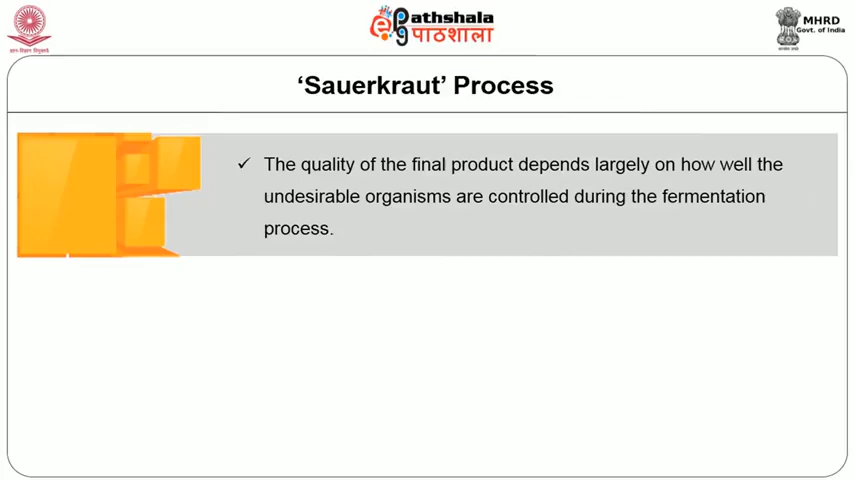 ePathshala
पाठशाला
MHRD
Govt. of India
‘Sauerkraut’ Process
✓ The quality of the final product depends largely on how well the
undesirable organisms are controlled during the fermentation
process.